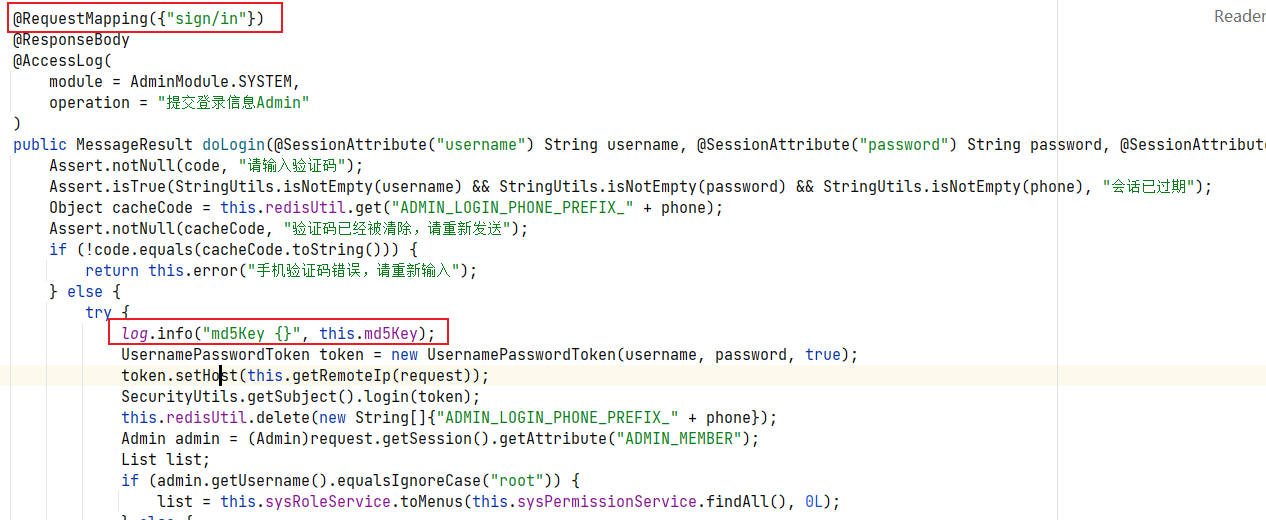 @RequestMapping({"sign/in"})
Reader
@ResponseBody
@AccessLog(
module = AdminModule.SYSTEM,
operation = "提交登录信息Admin"
)
public MessageResult doLogin(@SessionAttribute("username") String username, @SessionAttribute("password") String password, @SessionAttribute
Assert.notNull(code, "请输入验证码");
Assert.isTrue(StringUtils.isNotEmpty(username) && StringUtils.isNotEmpty(password) && StringUtils.isNotEmpty(phone), "会话已过期");
Object cacheCode = this.redisUtil.get("ADMIN_LOGIN_PHONE_PREFIX_" + phone);
Assert.notNull(cacheCode, "验证码已经被清除，请重新发送");
if (!code.equals(cacheCode.toString())) {
return this.error("手机验证码错误，请重新输入");
} else {
try {
log.info("md5Key {}", this.md5Key);
UsernamePasswordToken token = new UsernamePasswordToken(username, password, true);
token.setHost(this.getRemoteIp(request));
SecurityUtils.getSubject().login(token);
this.redisUtil.delete(new String[]{"ADMIN_LOGIN_PHONE_PREFIX_" + phone});
Admin admin = (Admin)request.getSession().getAttribute("ADMIN_MEMBER");
List list;
if (admin.getUsername().equalsIgnoreCase("root")) {
list = this.sysRoleService.toMenus(this.sysPermissionService.findAll(), 0L);
} else {